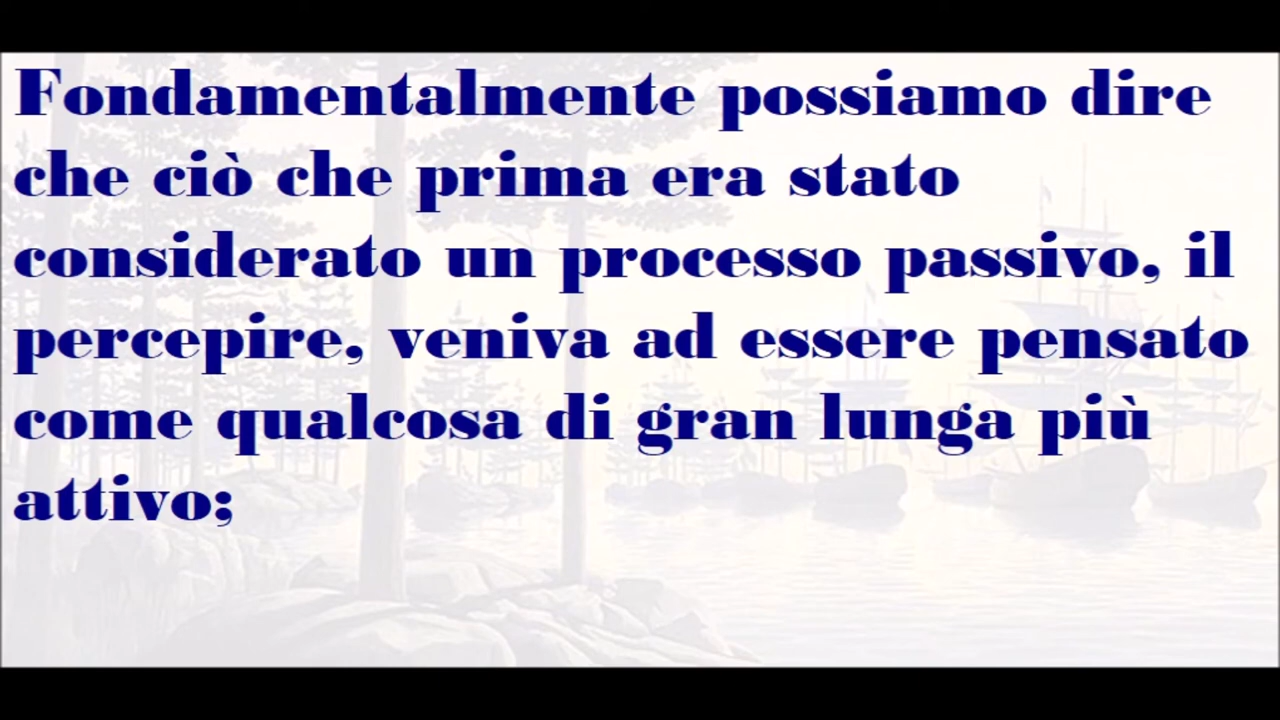 Fondamentalmente possiamo dire
che ciò che prima era stato
considerato un processo passivo, il
percepire, veniva ad essere pensato
come qualcosa di gran lunga più
attivo;